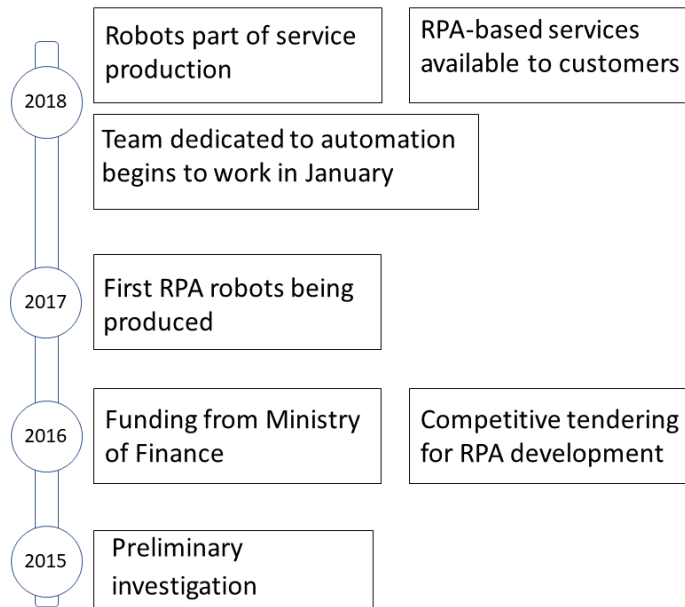 Robots part of service
production
RPA-based services
available to customers
2018
Team dedicated to automation
begins to work in January
2017
First RPA robots being
produced
2016
Funding from Ministry
of Finance
Competitive tendering
for RPA development
2015
Preliminary
investigation